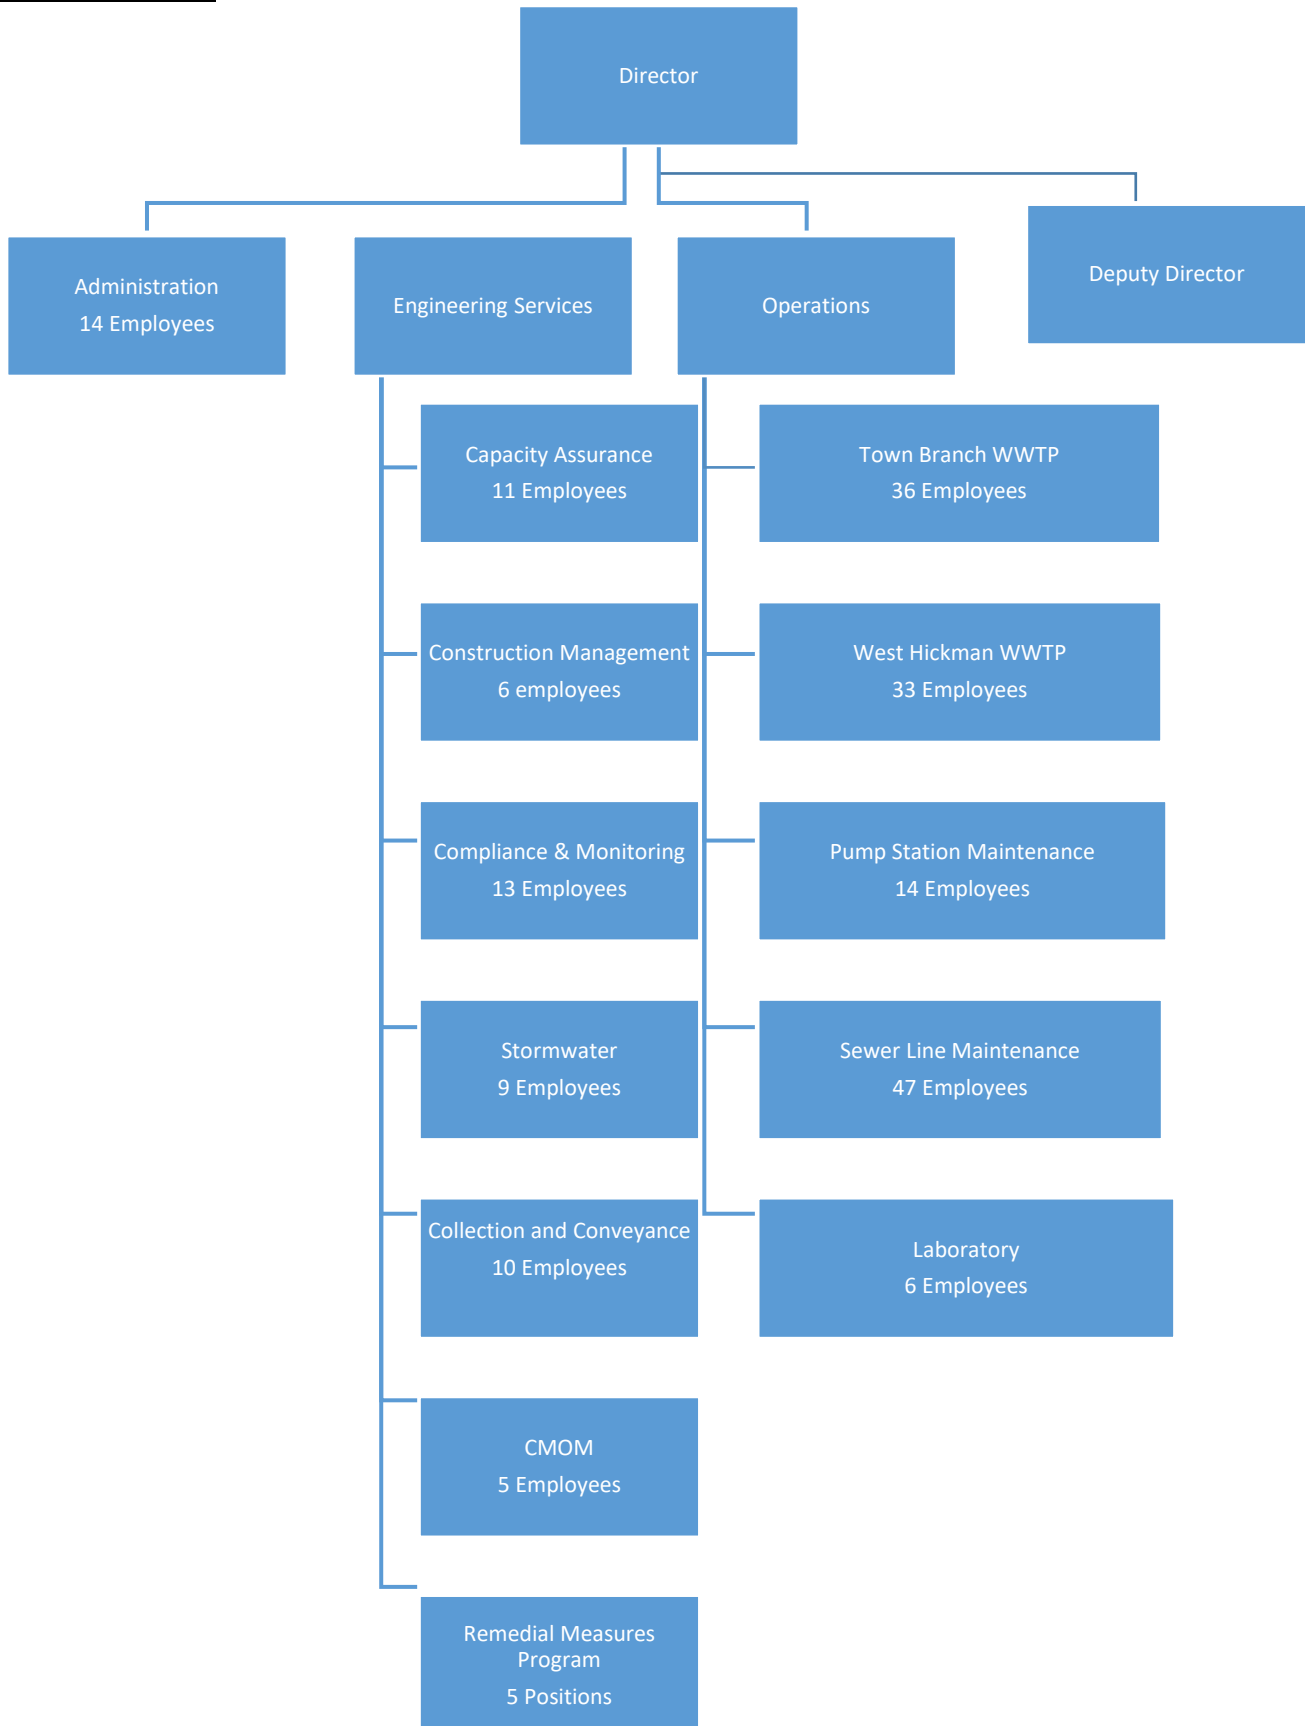 Director
Administration
14 Employees
Engineering Services
Operations
Deputy Director
Capacity Assurance
11 Employees
Town Branch WWTP
36 Employees
Construction Management
6 employees
West Hickman WWTP
33 Employees
Compliance & Monitoring
13 Employees
Pump Station Maintenance
14 Employees
Stormwater
9 Employees
Sewer Line Maintenance
47 Employees
Collection and Conveyance
10 Employees
Laboratory
6 Employees
CMOM
5 Employees
Remedial Measures
Program
5 Positions